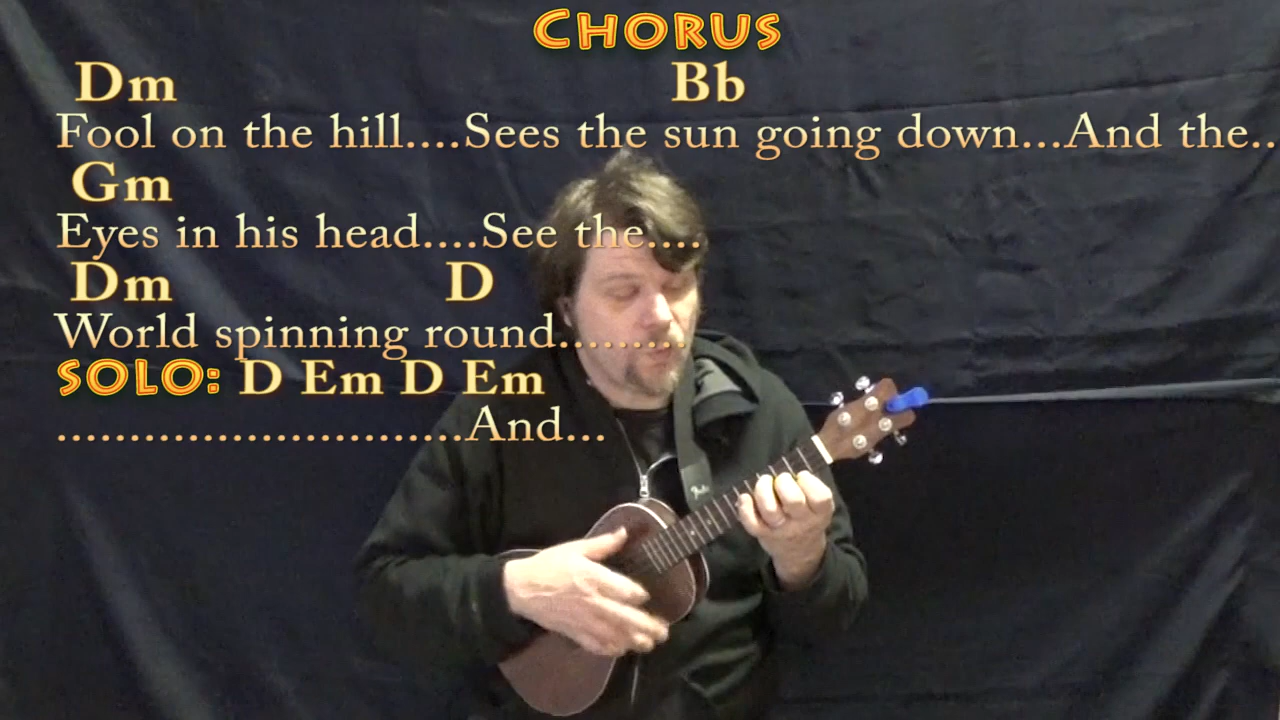 CHORUS
Dm Bb
Fool on the hill....Sees the sun going down...And the..
Gm
Eyes in his head....See the....
Dm D
World spinning round.........
SOLO: D Em D Em
............................And...